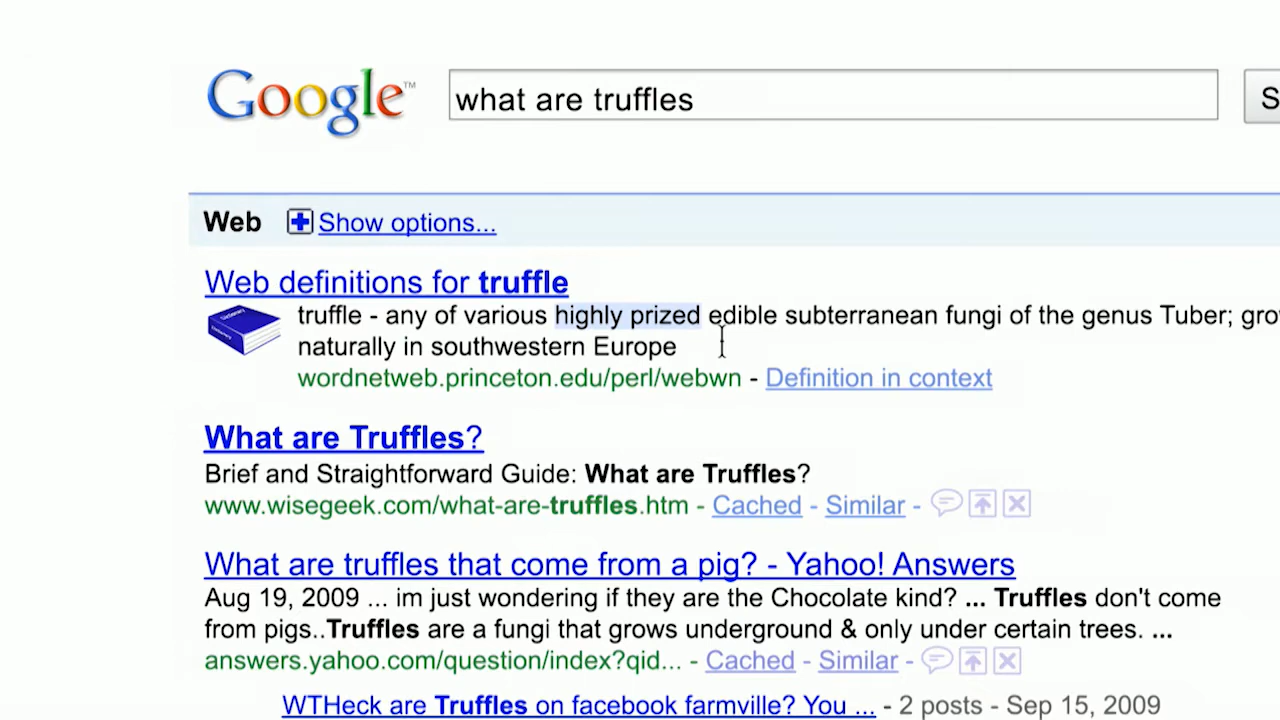 Google™ what are truffles S
Web Show options...
Web definitions for truffle
truffle - any of various highly prized edible subterranean fungi of the genus Tuber; gro
naturally in southwestern Europe
wordnetweb.princeton.edu/perl/webwn - Definition in context
What are Truffles?
Brief and Straightforward Guide: What are Truffles?
www.wisegeek.com/what-are-truffles.htm - Cached - Similar -
What are truffles that come from a pig? - Yahoo! Answers
Aug 19, 2009 ... im just wondering if they are the Chocolate kind? ... Truffles don't come
from pigs..Truffles are a fungi that grows underground & only under certain trees. ...
answers.yahoo.com/question/index?qid... - Cached - Similar -
WTHeck are Truffles on facebook farmville? You ... - 2 posts - Sep 15, 2009